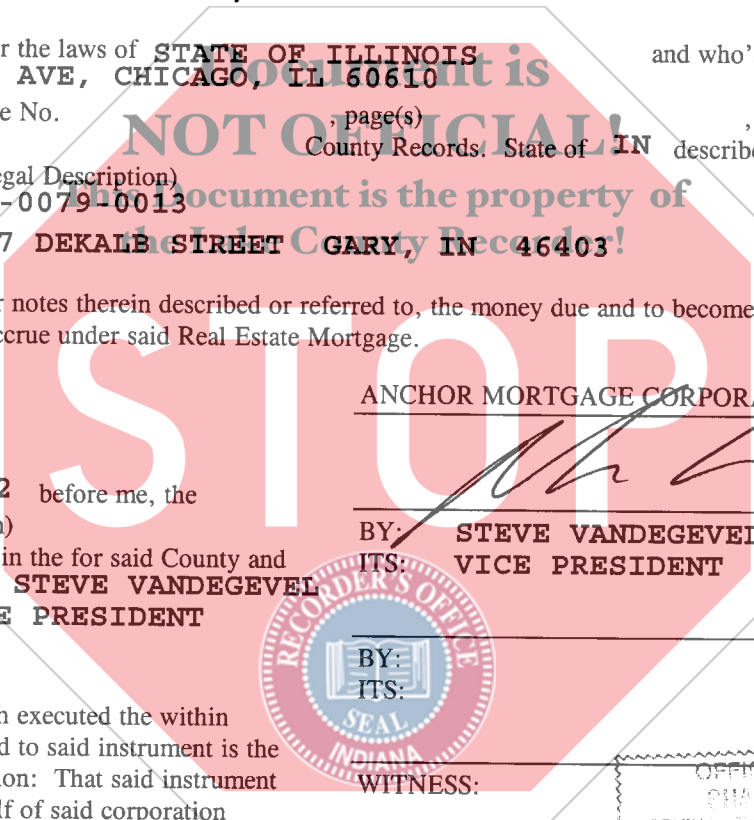 r the laws of STATE OF ILLINOIS and who'
AVE, CHICAGO, IL 60610
Document is
e No. , page(s) ,
NOT OFFICIAL!
County Records. State of IN describe
egal Description)
This Document is the property of
-0079-0013
the Lake County Recorder!
7 DEKALB STREET GARY, IN 46403
r notes therein described or referred to, the money due and to become
ccrue under said Real Estate Mortgage.
STOP
ANCHOR MORTGAGE CORPORA
2 before me, the
n)
BY: STEVE VANDEGEVEL
in the for said County and
ITS: VICE PRESIDENT
STEVE VANDEGEVEL
E PRESIDENT
RECORDER'S OFFICE
SEAL
INDIANA
BY:
ITS:
h executed the within
d to said instrument is the
on: That said instrument
WITNESS:
lf of said corporation